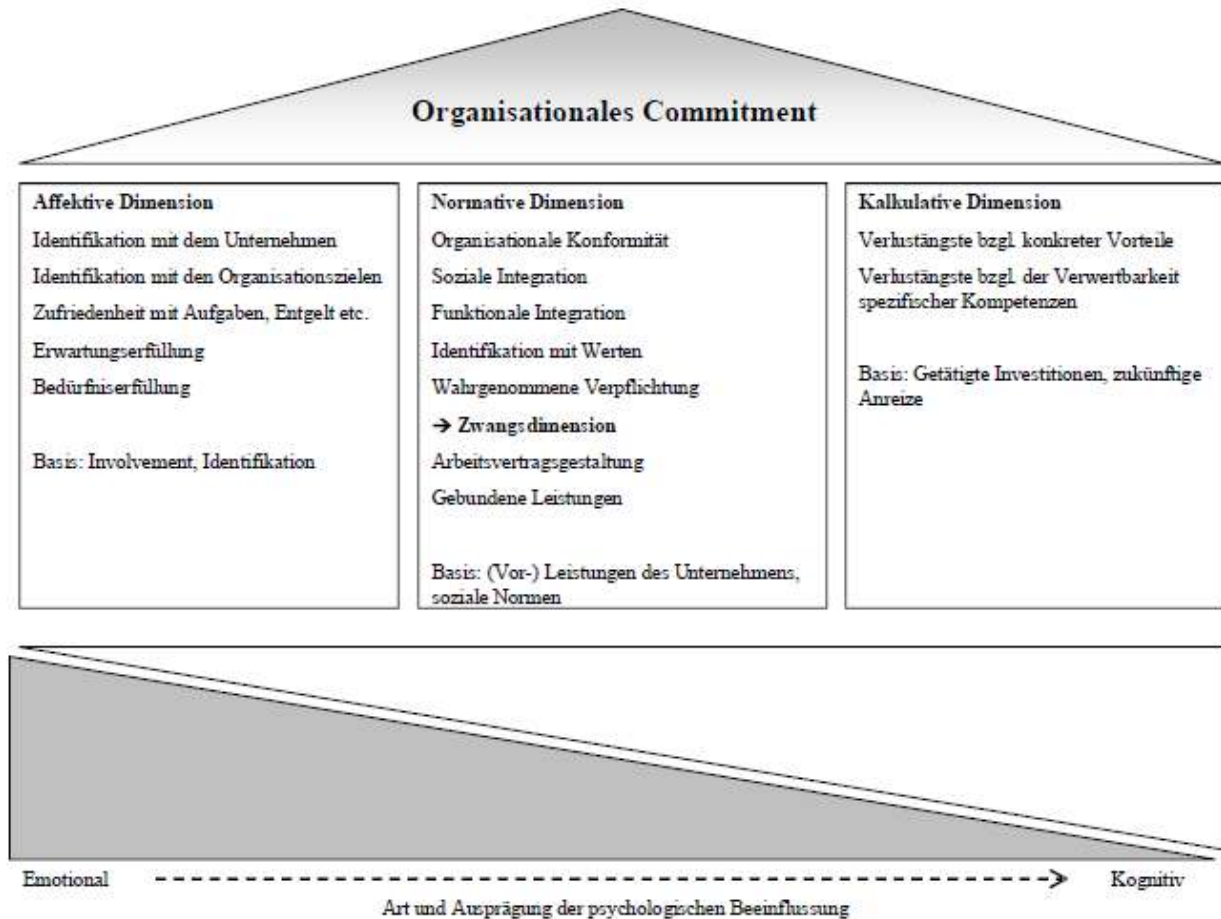 Organisationales Commitment
Affektive Dimension
Identifikation mit dem Unternehmen
Identifikation mit den Organisationszielen
Zufriedenheit mit Aufgaben, Entgelt etc.
Erwartungserfüllung
Bedürfniserfüllung
Basis: Involvement, Identifikation
Normative Dimension
Organisationale Konformität
Soziale Integration
Funktionale Integration
Identifikation mit Werten
Wahrgenommene Verpflichtung
→ Zwangsdimension
Arbeitsvertragsgestaltung
Gebundene Leistungen
Basis: (Vor-) Leistungen des Unternehmens,
soziale Normen
Kalkulative Dimension
Verlustängste bzgl. konkreter Vorteile
Verlustängste bzgl. der Verwertbarkeit
spezifischer Kompetenzen
Basis: Getätigte Investitionen, zukünftige
Anreize
Emotional
Kognitiv
Art und Ausprägung der psychologischen Beeinflussung